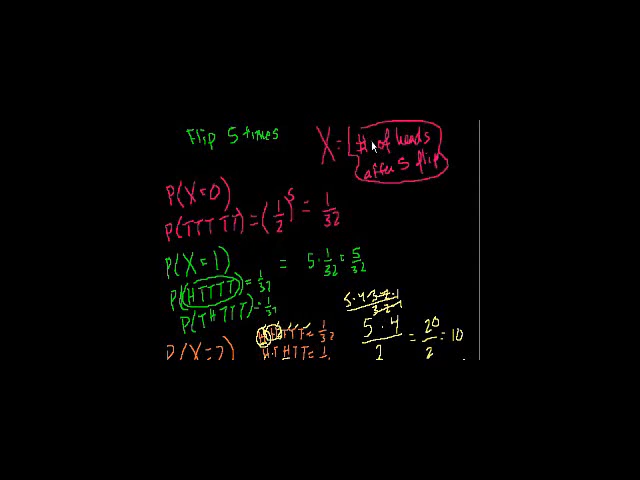 Flip 5 times
X = # of heads
after 5 flip
P(X=0)
P(TTTTT) = (1/2)^5 = 1/32
P(X=1) = 5·1/32 = 5/32
P(HTTTT) = 1/32
P(THTTT) = 1/32
5·4·3·2·1
3·2·1
5·4/2 = 20/2 = 10
P(X=2)
TTT = 1/32
HTHTT = 1